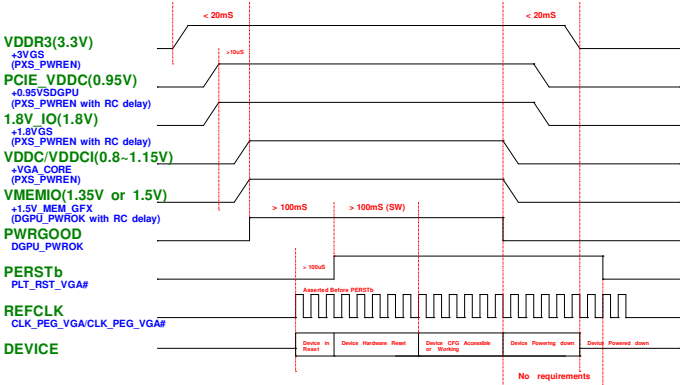 < 20mS
< 20mS
VDDR3(3.3V)
+3VGS
(PXS_PWREN)
>10uS
PCIE_VDDC(0.95V)
+0.95VSDGPU
(PXS_PWREN with RC delay)
1.8V_IO(1.8V)
+1.8VGS
(PXS_PWREN with RC delay)
VDDC/VDDCI(0.8~1.15V)
+VGA_CORE
(PXS_PWREN)
VMEMIO(1.35V or 1.5V)
+1.5V_MEM_GFX
(DGPU_PWROK with RC delay)
> 100mS
> 100mS (SW)
PWRGOOD
DGPU_PWROK
PERSTb
PLT_RST_VGA#
> 100uS
Asserted Before PERSTb
REFCLK
CLK_PEG_VGA/CLK_PEG_VGA#
DEVICE
Device in Reset
Device Hardware Reset
Device CFG Accessible or Working
Device Powering down
Device Powered down
No requirements